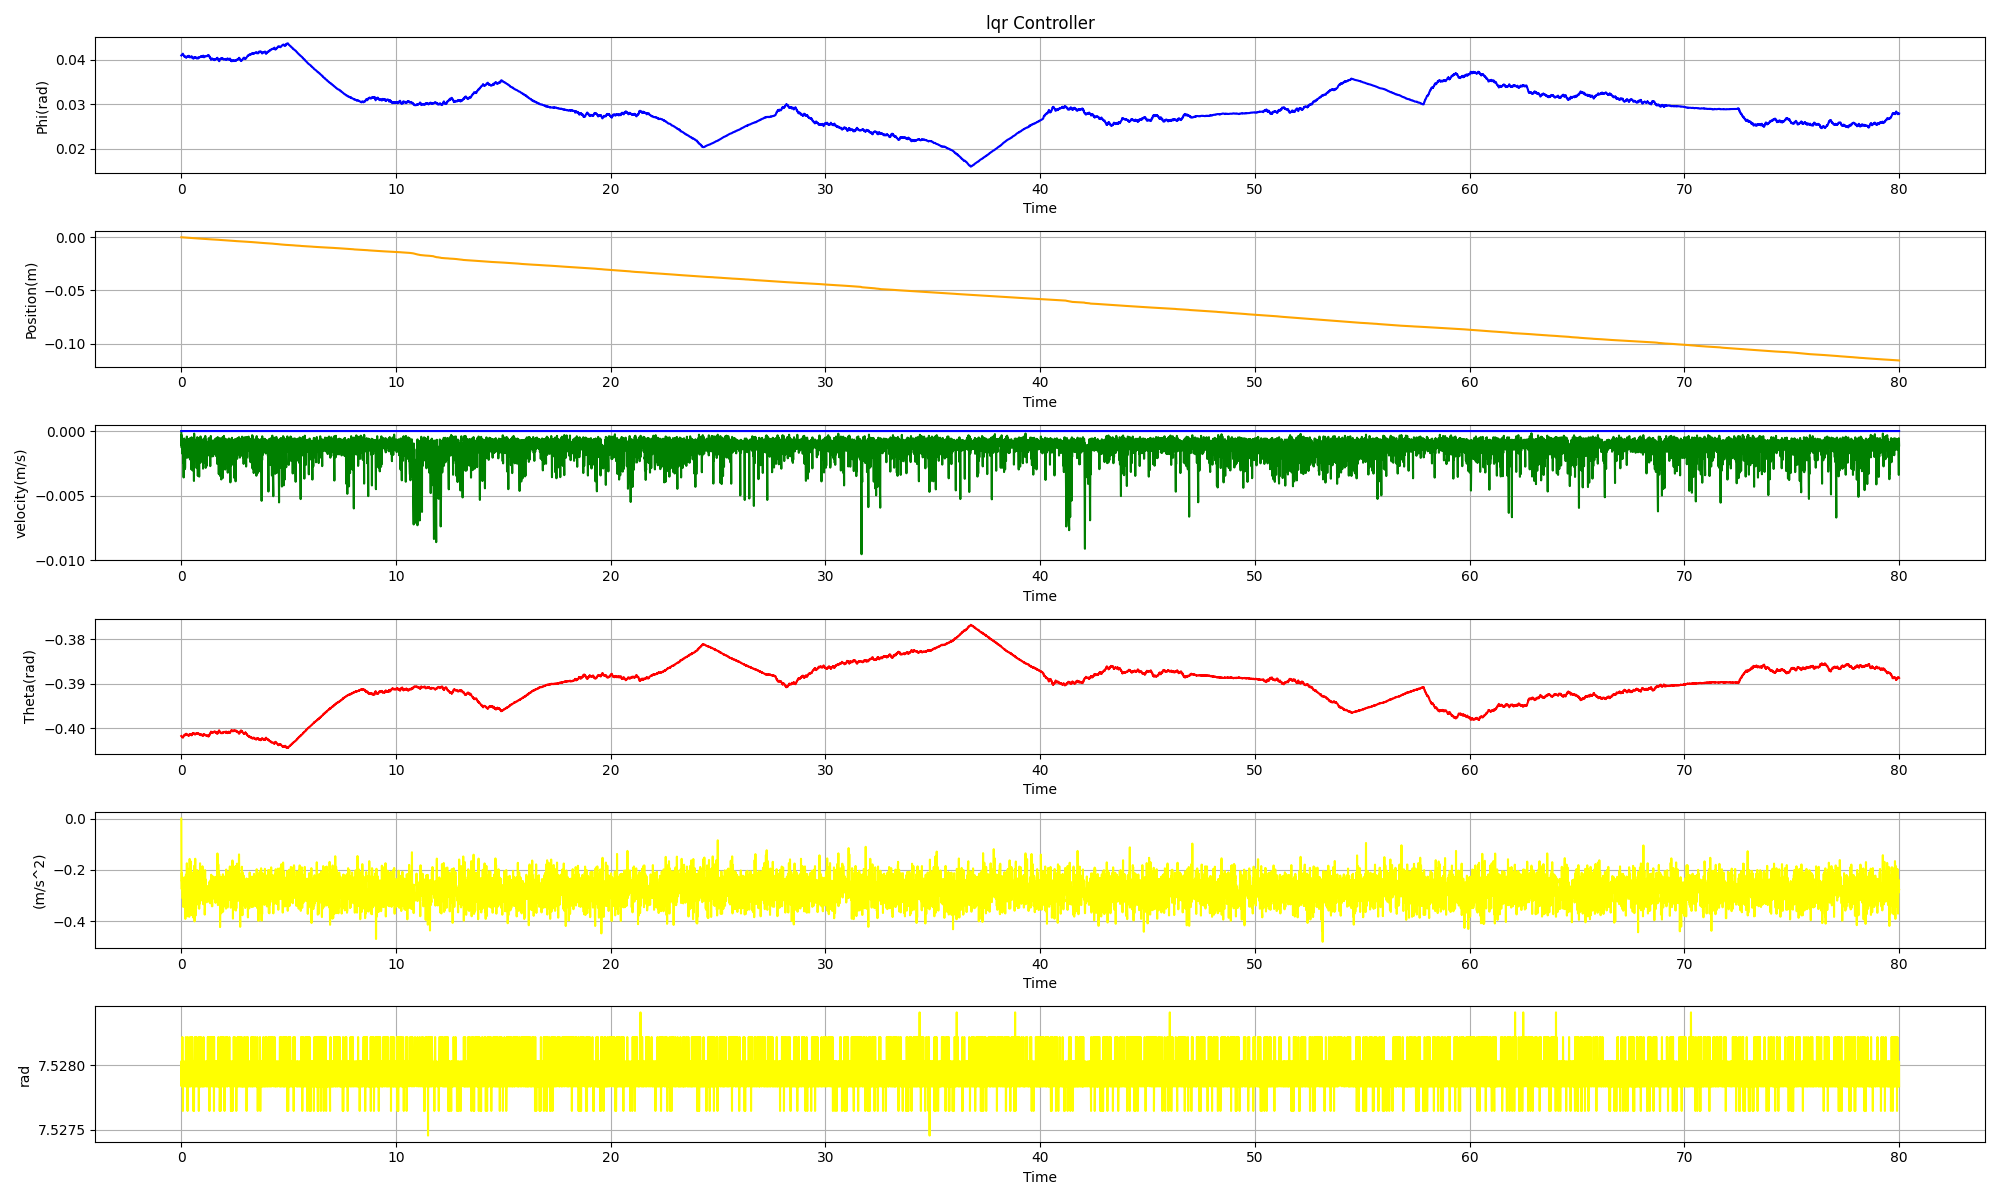 lqr Controller
Phi(rad)
0.04
0.03
0.02
0 10 20 30 40 50 60 70 80
Time
Position(m)
0.00
−0.05
−0.10
0 10 20 30 40 50 60 70 80
Time
velocity(m/s)
0.000
−0.005
−0.010
0 10 20 30 40 50 60 70 80
Time
Theta(rad)
−0.38
−0.39
−0.40
0 10 20 30 40 50 60 70 80
Time
(m/s^2)
0.0
−0.2
−0.4
0 10 20 30 40 50 60 70 80
Time
rad
7.5280
7.5275
0 10 20 30 40 50 60 70 80
Time